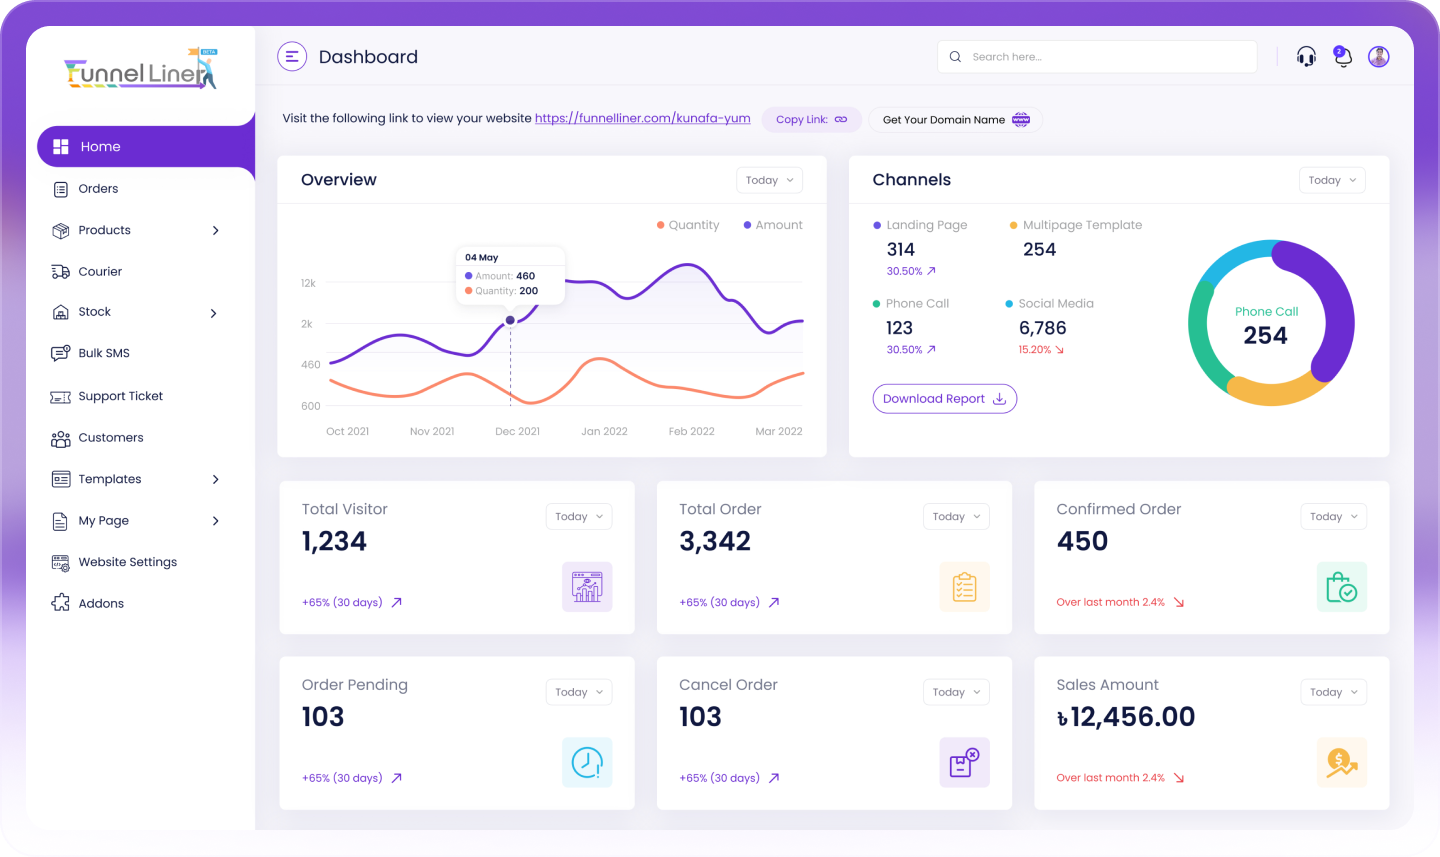 BETA
Funnel Liner
Dashboard
Search here...
2
Home
Orders
Products
Courier
Stock
Bulk SMS
Support Ticket
Customers
Templates
My Page
Website Settings
Addons
Visit the following link to view your website https://funnelliner.com/kunafa-yum
Copy Link:
Get Your Domain Name
www
Overview
Today
Quantity
Amount
04 May
Amount: 460
Quantity: 200
12k
2k
460
600
Oct 2021
Nov 2021
Dec 2021
Jan 2022
Feb 2022
Mar 2022
Channels
Today
Landing Page
314
30.50%
Multipage Template
254
Phone Call
123
30.50%
Social Media
6,786
15.20%
Download Report
Phone Call
254
Total Visitor
Today
1,234
+65% (30 days)
Total Order
Today
3,342
+65% (30 days)
Confirmed Order
Today
450
Over last month 2.4%
Order Pending
Today
103
+65% (30 days)
Cancel Order
Today
103
+65% (30 days)
Sales Amount
Today
৳12,456.00
Over last month 2.4%
$